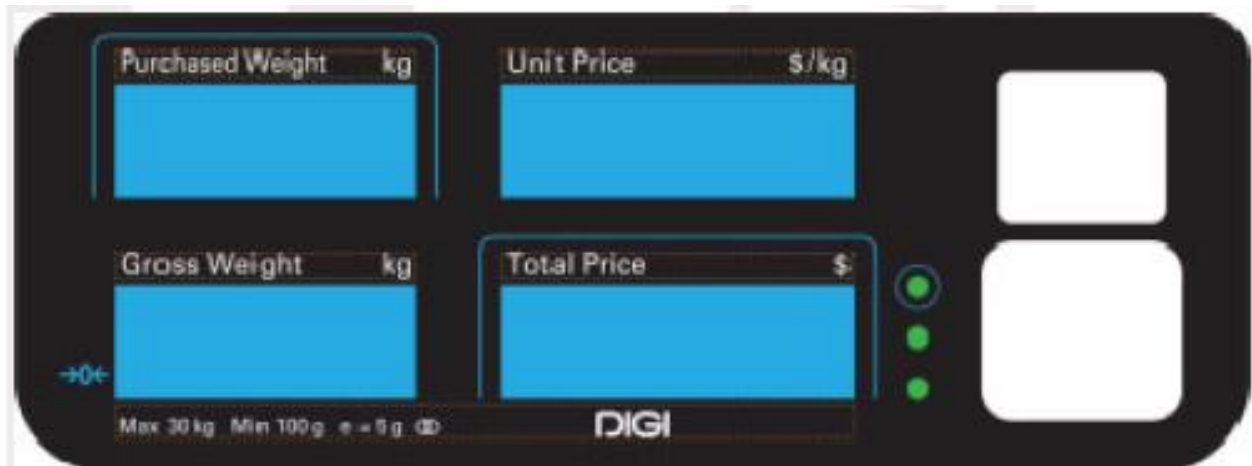 Purchased Weight kg
Unit Price $/kg
Gross Weight kg
Total Price $
→0←
Max 30 kg Min 100 g e = 5 g
DIGI